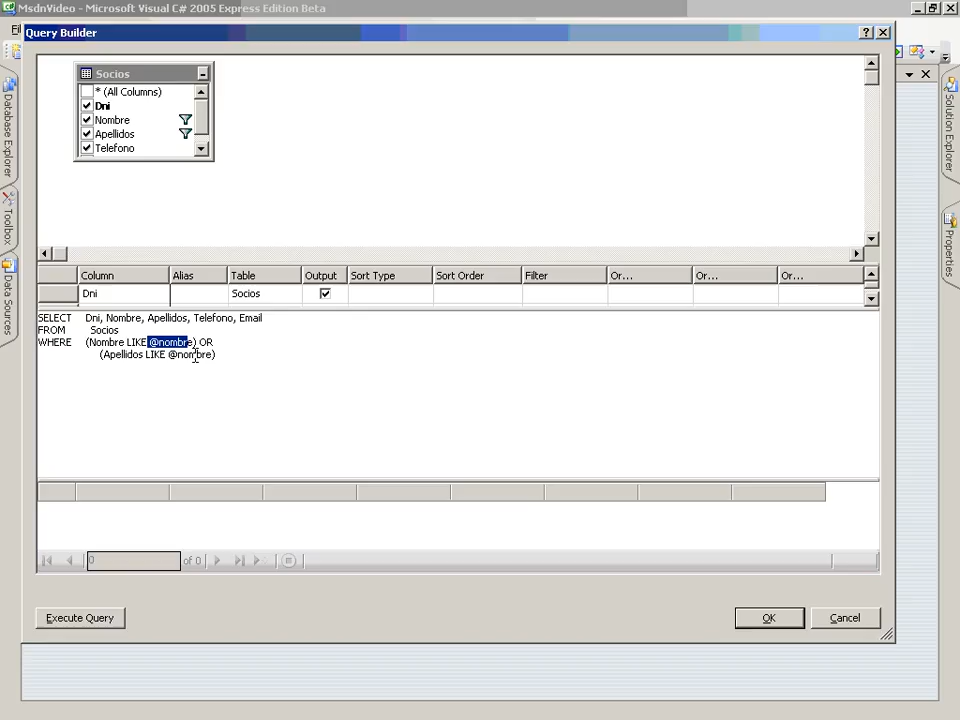 MsdnVideo - Microsoft Visual C# 2005 Express Edition Beta
Query Builder
Socios
* (All Columns)
Dni
Nombre
Apellidos
Telefono
Database Explorer
Toolbox
Data Sources
Solution Explorer
Properties
Column Alias Table Output Sort Type Sort Order Filter Or... Or... Or...
Dni Socios
SELECT Dni, Nombre, Apellidos, Telefono, Email
FROM Socios
WHERE (Nombre LIKE @nombre) OR
(Apellidos LIKE @nombre)
0 of 0
Execute Query OK Cancel